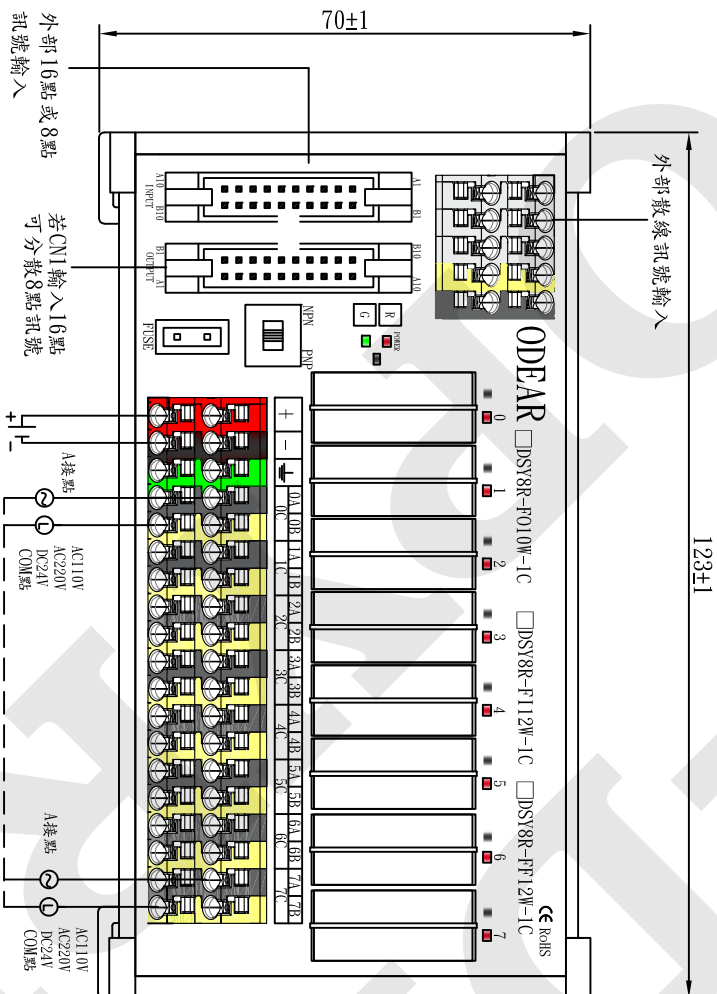 70±1
123±1
外部16點或8點
訊號輸入
若CN1輸入16點
可分散8點訊號
外部散線訊號輸入
A10
B10
INPUT
A1
B1
B1
A1
OUTPUT
B10
A10
NPN
PNP
FUSE
R
G
POWER
ODEAR
DSY8R-FO10W-1C
DSY8R-FI12W-1C
DSY8R-FF12W-1C
CE RoHS
0
1
2
3
4
5
6
7
+
-
0A 0B 1A 1B 2A 2B 3A 3B 4A 4B 5A 5B 6A 6B 7A 7B
0C 1C 2C 3C 4C 5C 6C 7C
+
-
A接點
~
L
AC110V
AC220V
DC24V
COM點
A接點
~
L
AC110V
AC220V
DC24V
COM點